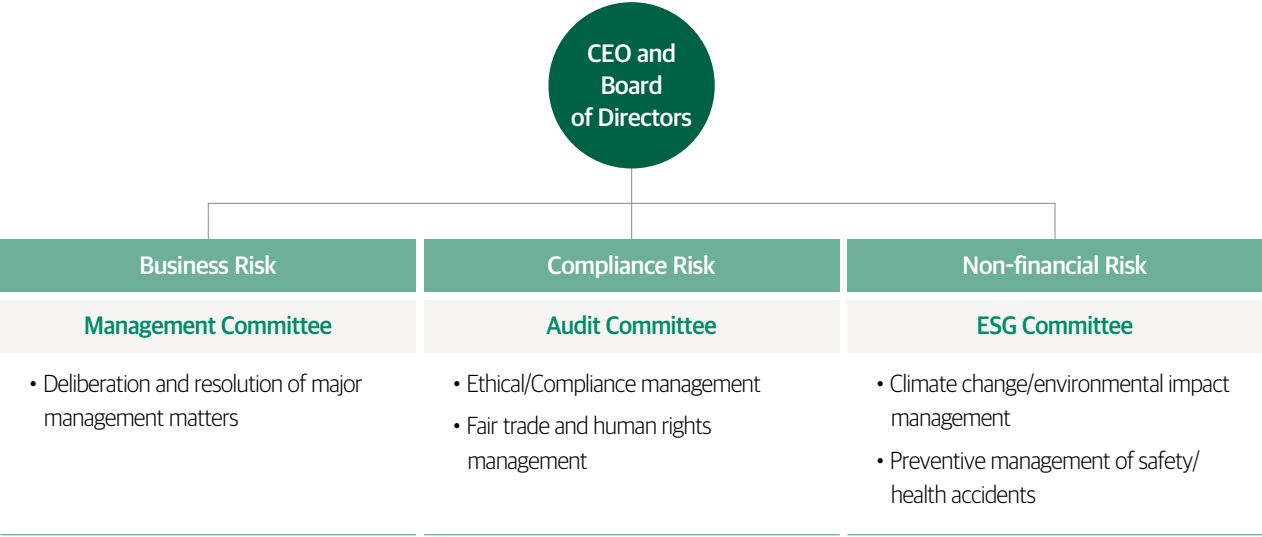 CEO and
Board
of Directors
Business Risk
Compliance Risk
Non-financial Risk
Management Committee
Audit Committee
ESG Committee
• Deliberation and resolution of major
management matters
• Ethical/Compliance management
• Fair trade and human rights
management
• Climate change/environmental impact
management
• Preventive management of safety/
health accidents